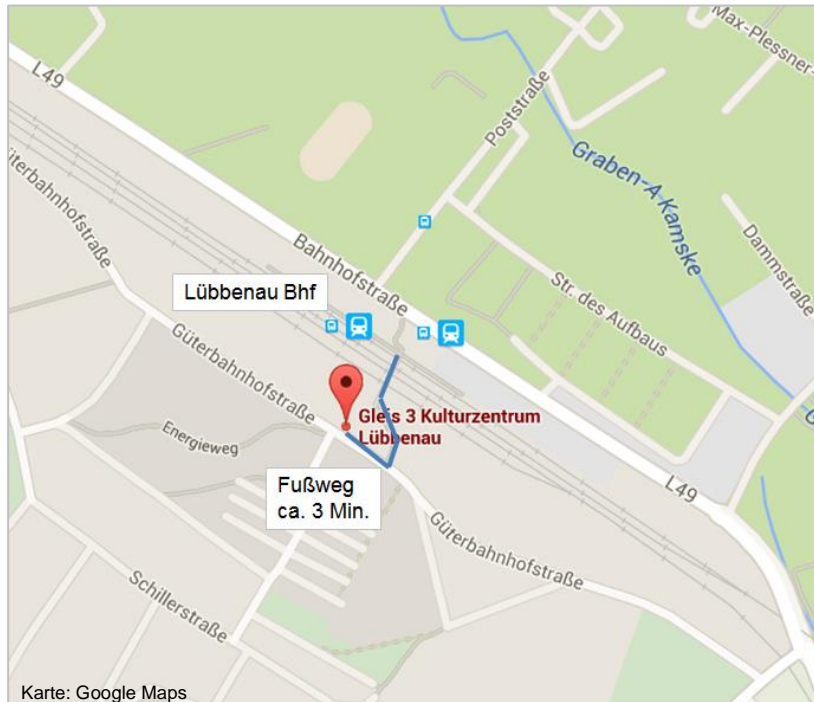 Max-Plessner-
L49
Poststraße
Graben-A Kamske
Güterbahnhofstraße
Bahnhofstraße
Dammstraße
Str. des Aufbaus
Lübbenau Bhf
Güterbahnhofstraße
Gleis 3 Kulturzentrum
Lübbenau
Energieweg
Fußweg
ca. 3 Min.
L49
Güterbahnhofstraße
Schillerstraße
Karte: Google Maps